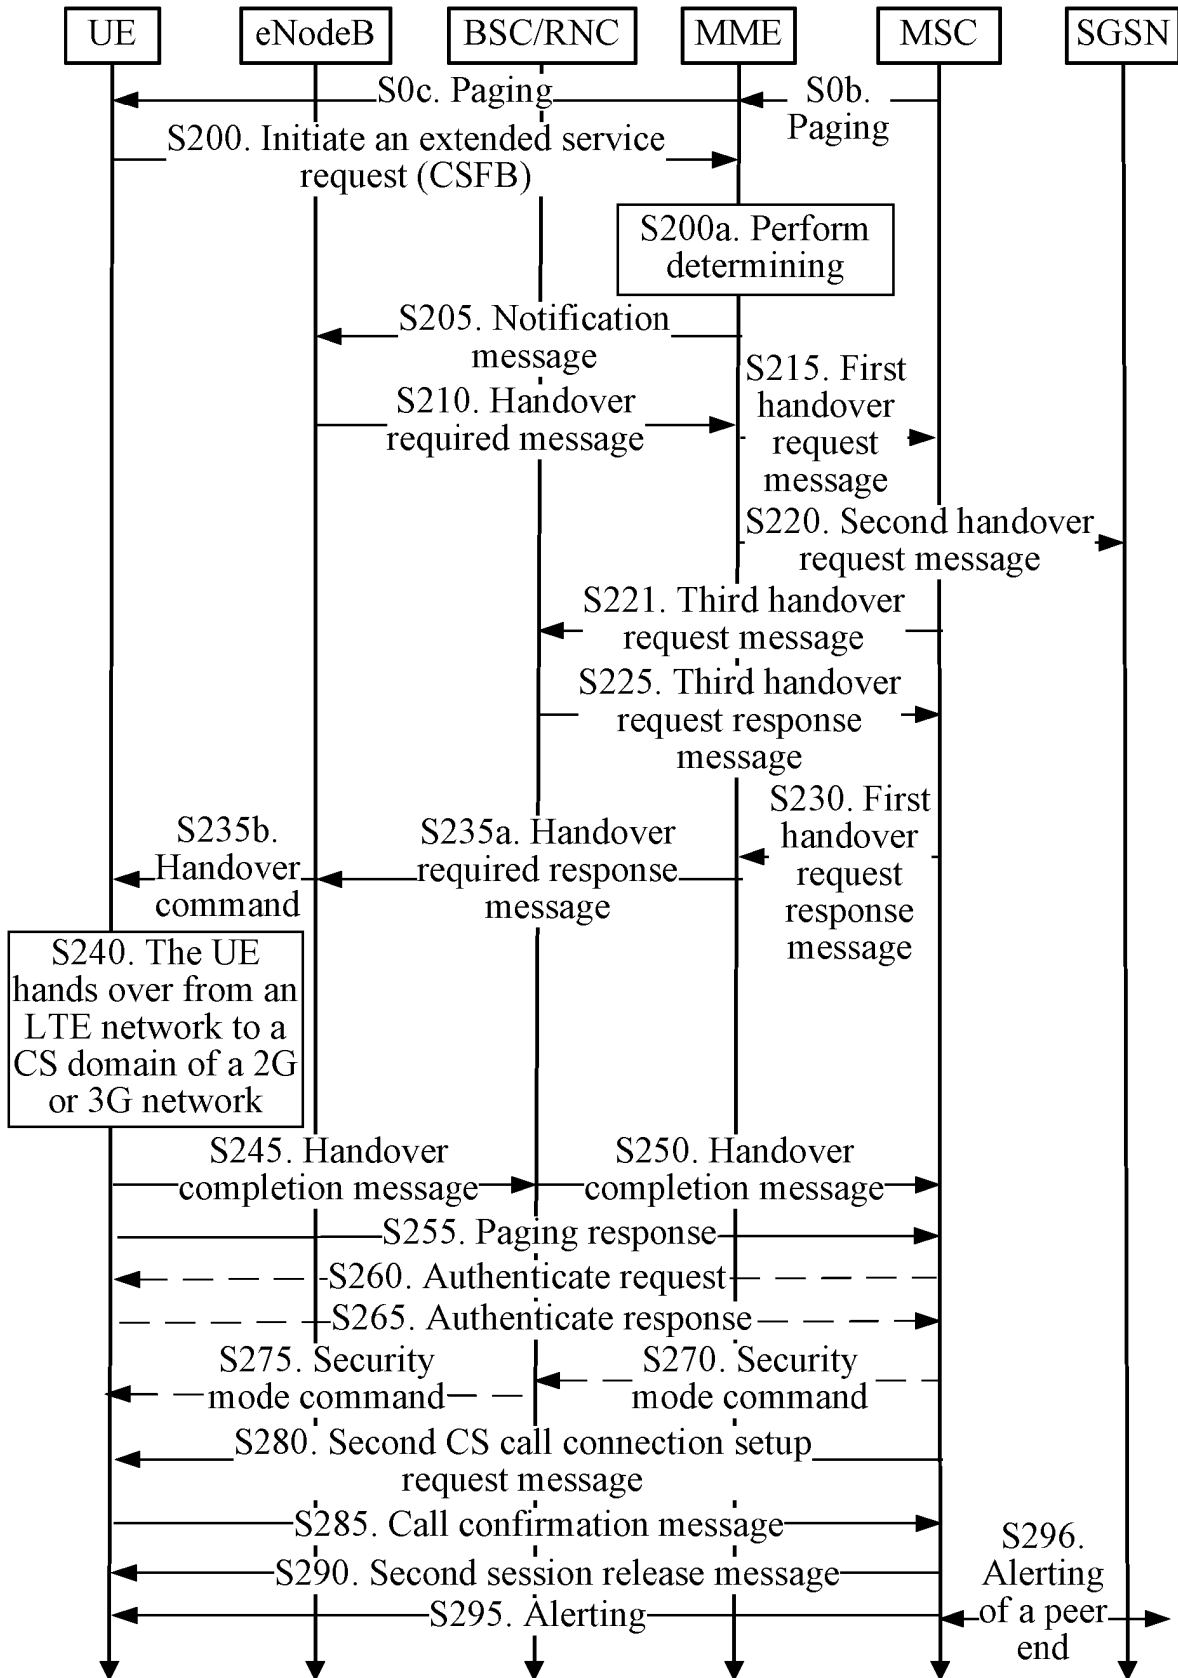 UE
eNodeB
BSC/RNC
MME
MSC
SGSN
S0c. Paging
S0b.
Paging
S200. Initiate an extended service
request (CSFB)
S200a. Perform
determining
S205. Notification
message
S210. Handover
required message
S215. First
handover
request
message
S220. Second handover
request message
S221. Third handover
request message
S225. Third handover
request response
message
S230. First
handover
request
response
message
S235b.
Handover
command
S235a. Handover
required response
message
S240. The UE
hands over from an
LTE network to a
CS domain of a 2G
or 3G network
S245. Handover
completion message
S250. Handover
completion message
S255. Paging response
S260. Authenticate request
S265. Authenticate response
S275. Security
mode command
S270. Security
mode command
S280. Second CS call connection setup
request message
S285. Call confirmation message
S290. Second session release message
S295. Alerting
S296.
Alerting
of a peer
end